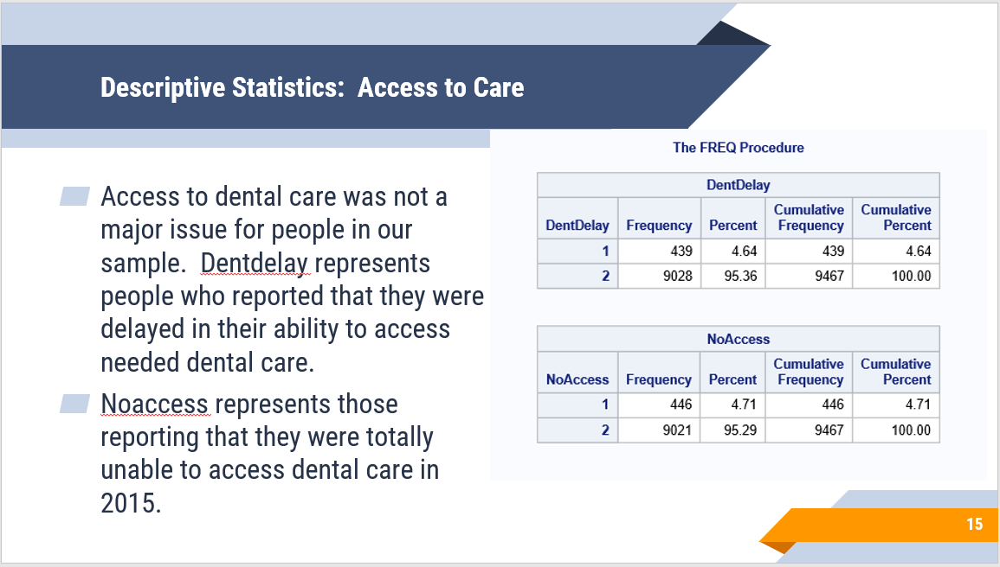 Descriptive Statistics:  Access to Care
Access to dental care was not a
major issue for people in our
sample.  Dentdelay represents
people who reported that they were
delayed in their ability to access
needed dental care.
Noaccess represents those
reporting that they were totally
unable to access dental care in
2015.
The FREQ Procedure
DentDelay
DentDelay Frequency Percent Cumulative Frequency Cumulative Percent
1 439 4.64 439 4.64
2 9028 95.36 9467 100.00
NoAccess
NoAccess Frequency Percent Cumulative Frequency Cumulative Percent
1 446 4.71 446 4.71
2 9021 95.29 9467 100.00
15